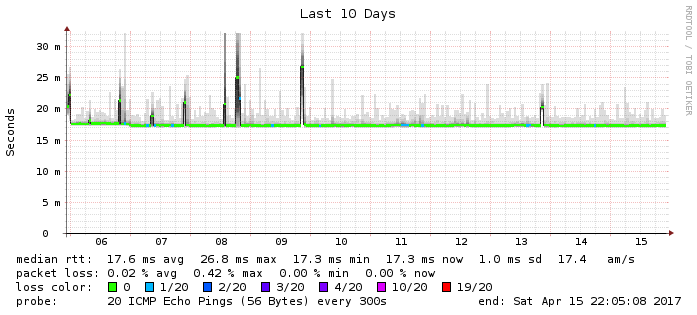 Last 10 Days
RRDTOOL / TOBI OETIKER
Seconds
30 m
25 m
20 m
15 m
10 m
5 m
0
06 07 08 09 10 11 12 13 14 15
median rtt: 17.6 ms avg 26.8 ms max 17.3 ms min 17.3 ms now 1.0 ms sd 17.4 am/s
packet loss: 0.02 % avg 0.42 % max 0.00 % min 0.00 % now
loss color: 0 1/20 2/20 3/20 4/20 10/20 19/20
probe: 20 ICMP Echo Pings (56 Bytes) every 300s end: Sat Apr 15 22:05:08 2017